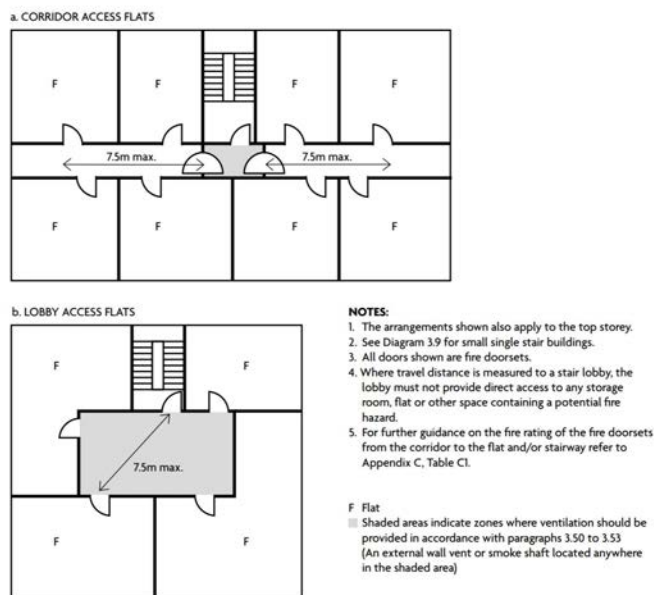 a. CORRIDOR ACCESS FLATS
F
F
F
F
7.5m max.
7.5m max.
F
F
F
F
b. LOBBY ACCESS FLATS
F
F
7.5m max.
F
F
NOTES:
1. The arrangements shown also apply to the top storey.
2. See Diagram 3.9 for small single stair buildings.
3. All doors shown are fire doorsets.
4. Where travel distance is measured to a stair lobby, the
lobby must not provide direct access to any storage
room, flat or other space containing a potential fire
hazard.
5. For further guidance on the fire rating of the fire doorsets
from the corridor to the flat and/or stairway refer to
Appendix C, Table C1.
F Flat
Shaded areas indicate zones where ventilation should be
provided in accordance with paragraphs 3.50 to 3.53
(An external wall vent or smoke shaft located anywhere
in the shaded area)